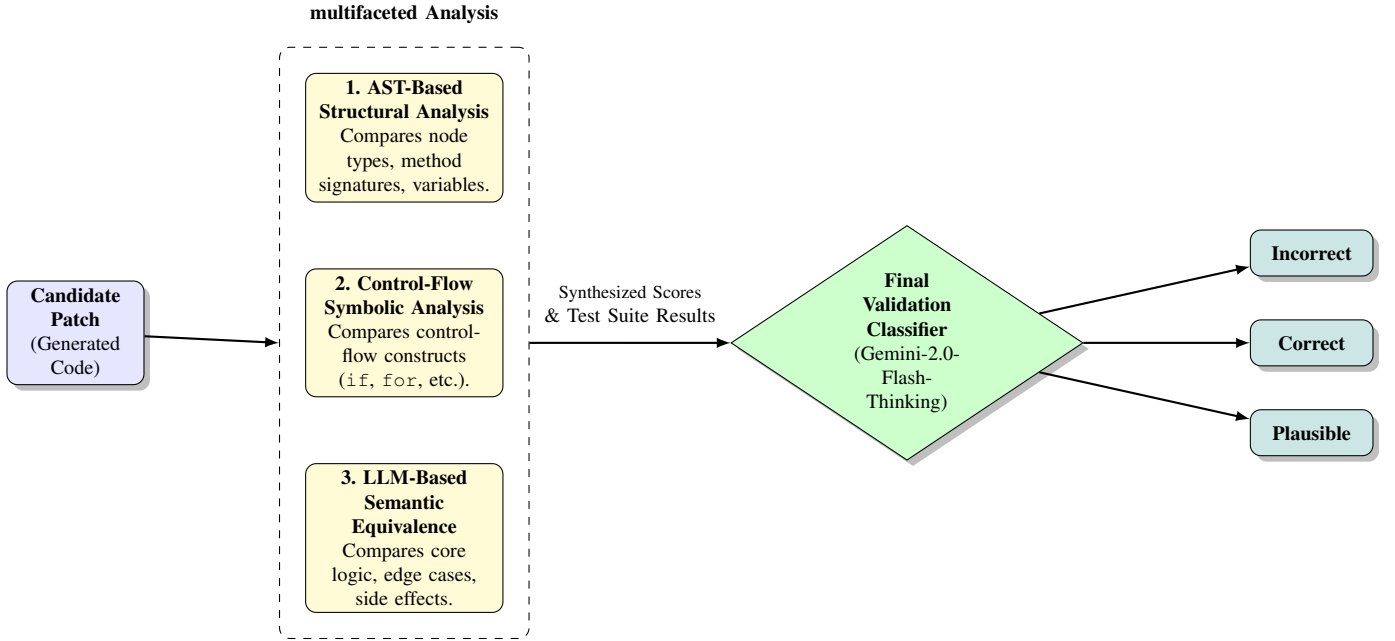 multifaceted Analysis
1. AST-Based
Structural Analysis
Compares node
types, method
signatures, variables.
Candidate
Patch
(Generated
Code)
2. Control-Flow
Symbolic Analysis
Compares control-
flow constructs
(if, for, etc.).
3. LLM-Based
Semantic
Equivalence
Compares core
logic, edge cases,
side effects.
Synthesized Scores
& Test Suite Results
Final
Validation
Classifier
(Gemini-2.0-
Flash-
Thinking)
Incorrect
Correct
Plausible